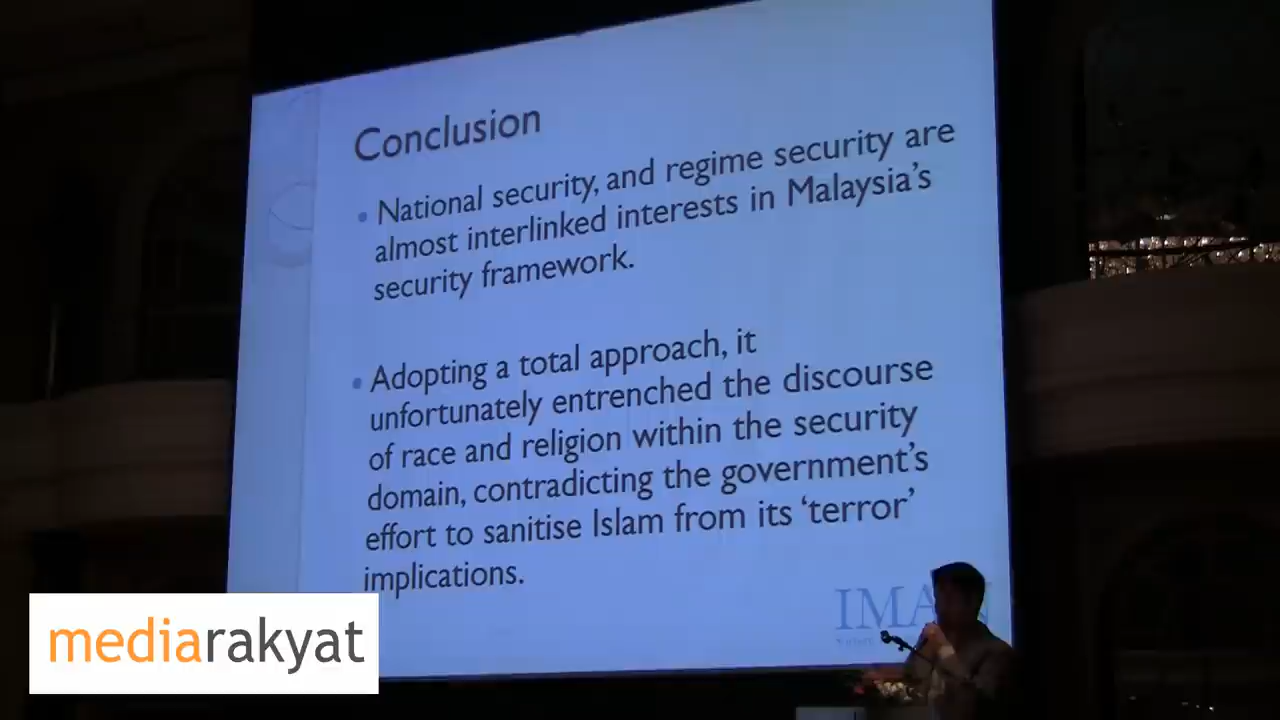 Conclusion
• National security, and regime security are
almost interlinked interests in Malaysia's
security framework.
• Adopting a total approach, it
unfortunately entrenched the discourse
of race and religion within the security
domain, contradicting the government's
effort to sanitise Islam from its 'terror'
implications.
mediarakyat